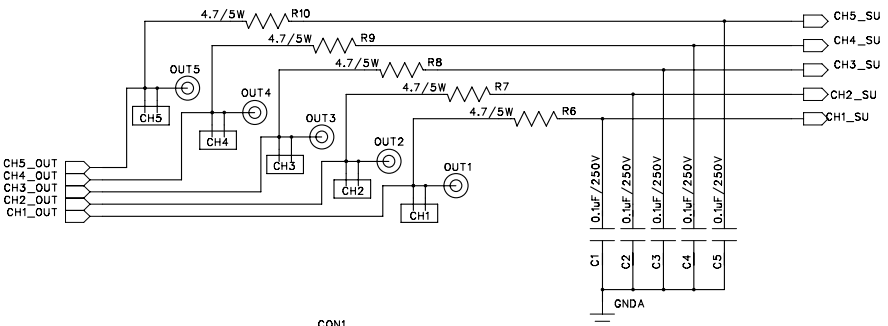 4.7/5W R10 CH5_SU
4.7/5W R9 CH4_SU
OUT5 4.7/5W R8 CH3_SU
OUT4 4.7/5W R7 CH2_SU
CH5 OUT3 4.7/5W R6 CH1_SU
CH4 OUT2
CH5_OUT CH3 OUT1
CH4_OUT
CH3_OUT CH2
CH2_OUT
CH1_OUT CH1
0.1uF/250V 0.1uF/250V 0.1uF/250V 0.1uF/250V 0.1uF/250V
C1 C2 C3 C4 C5
GNDA
CON1